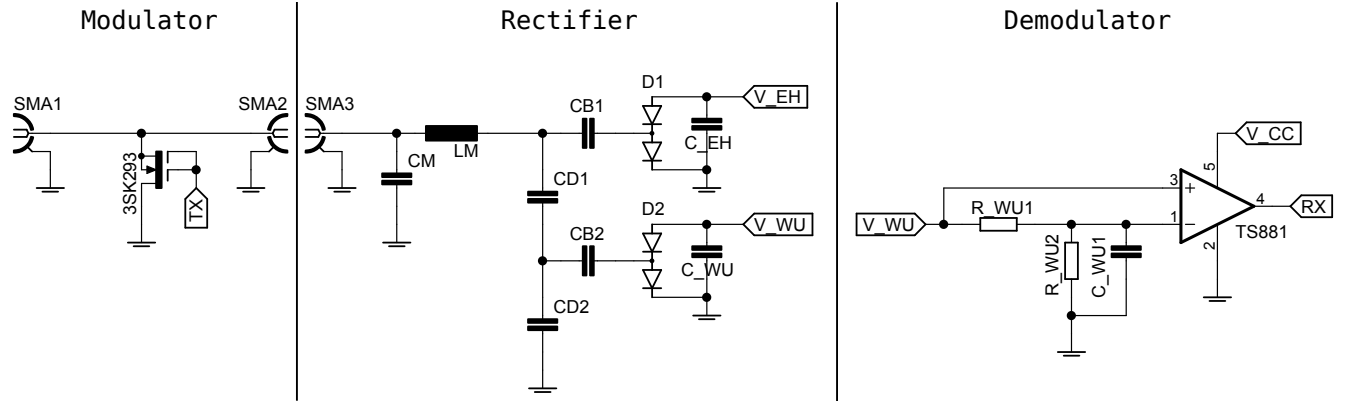 Modulator
Rectifier
Demodulator
SMA1
SMA2
3SK293
TX
SMA3
CM
LM
CB1
D1
V_EH
C_EH
CD1
CB2
D2
V_WU
C_WU
CD2
V_CC
5
3
+
V_WU
R_WU1
1
−
4
RX
TS881
2
R_WU2
C_WU1